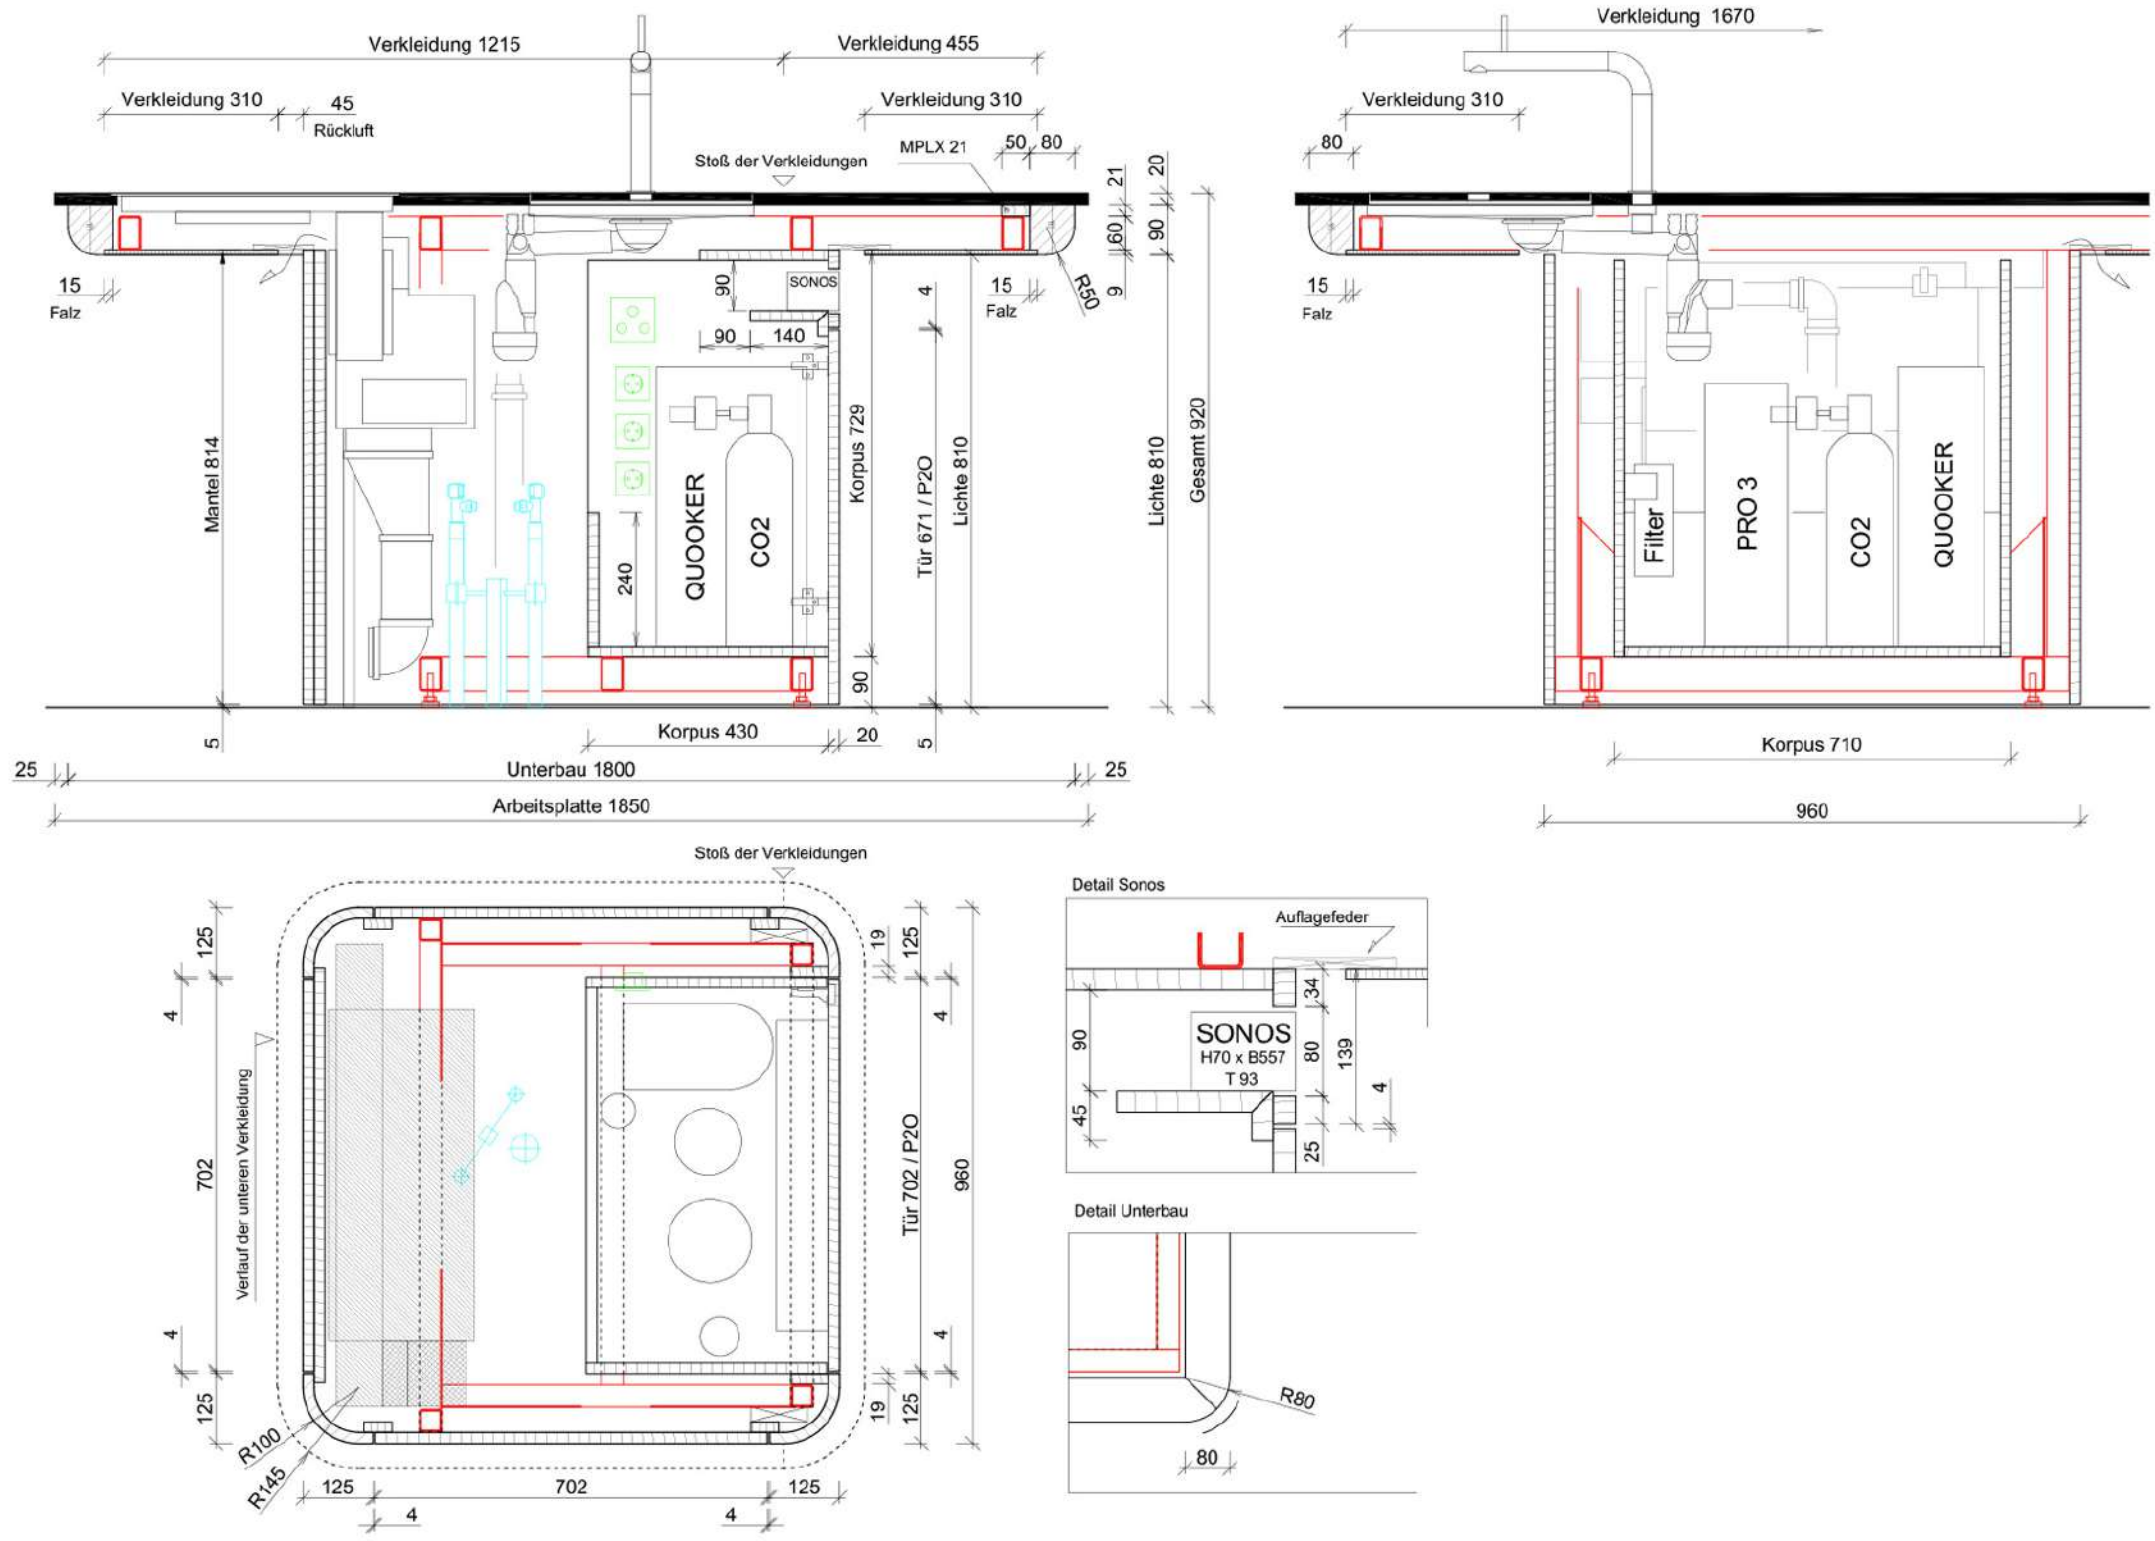 Verkleidung 1215
Verkleidung 455
Verkleidung 1670
Verkleidung 310
45
Rückluft
Verkleidung 310
Verkleidung 310
MPLX 21
50
80
80
Stoß der Verkleidungen
21
20
60
90
9
R50
15
Falz
15
Falz
15
Falz
90
SONOS
4
90
140
Mantel 814
240
QUOOKER
CO2
Korpus 729
Tür 671 / P2O
Lichte 810
Lichte 810
Gesamt 920
Filter
PRO 3
CO2
QUOOKER
90
5
Korpus 430
20
5
Korpus 710
25
Unterbau 1800
25
Arbeitsplatte 1850
960
Stoß der Verkleidungen
125
4
702
4
125
Verlauf der unteren Verkleidung
19
125
4
Tür 702 / P2O
960
4
19
125
R100
R145
125
702
125
4
4
Detail Sonos
Auflagefeder
34
SONOS
H70 x B557
T 93
90
80
139
4
45
25
Detail Unterbau
R80
80